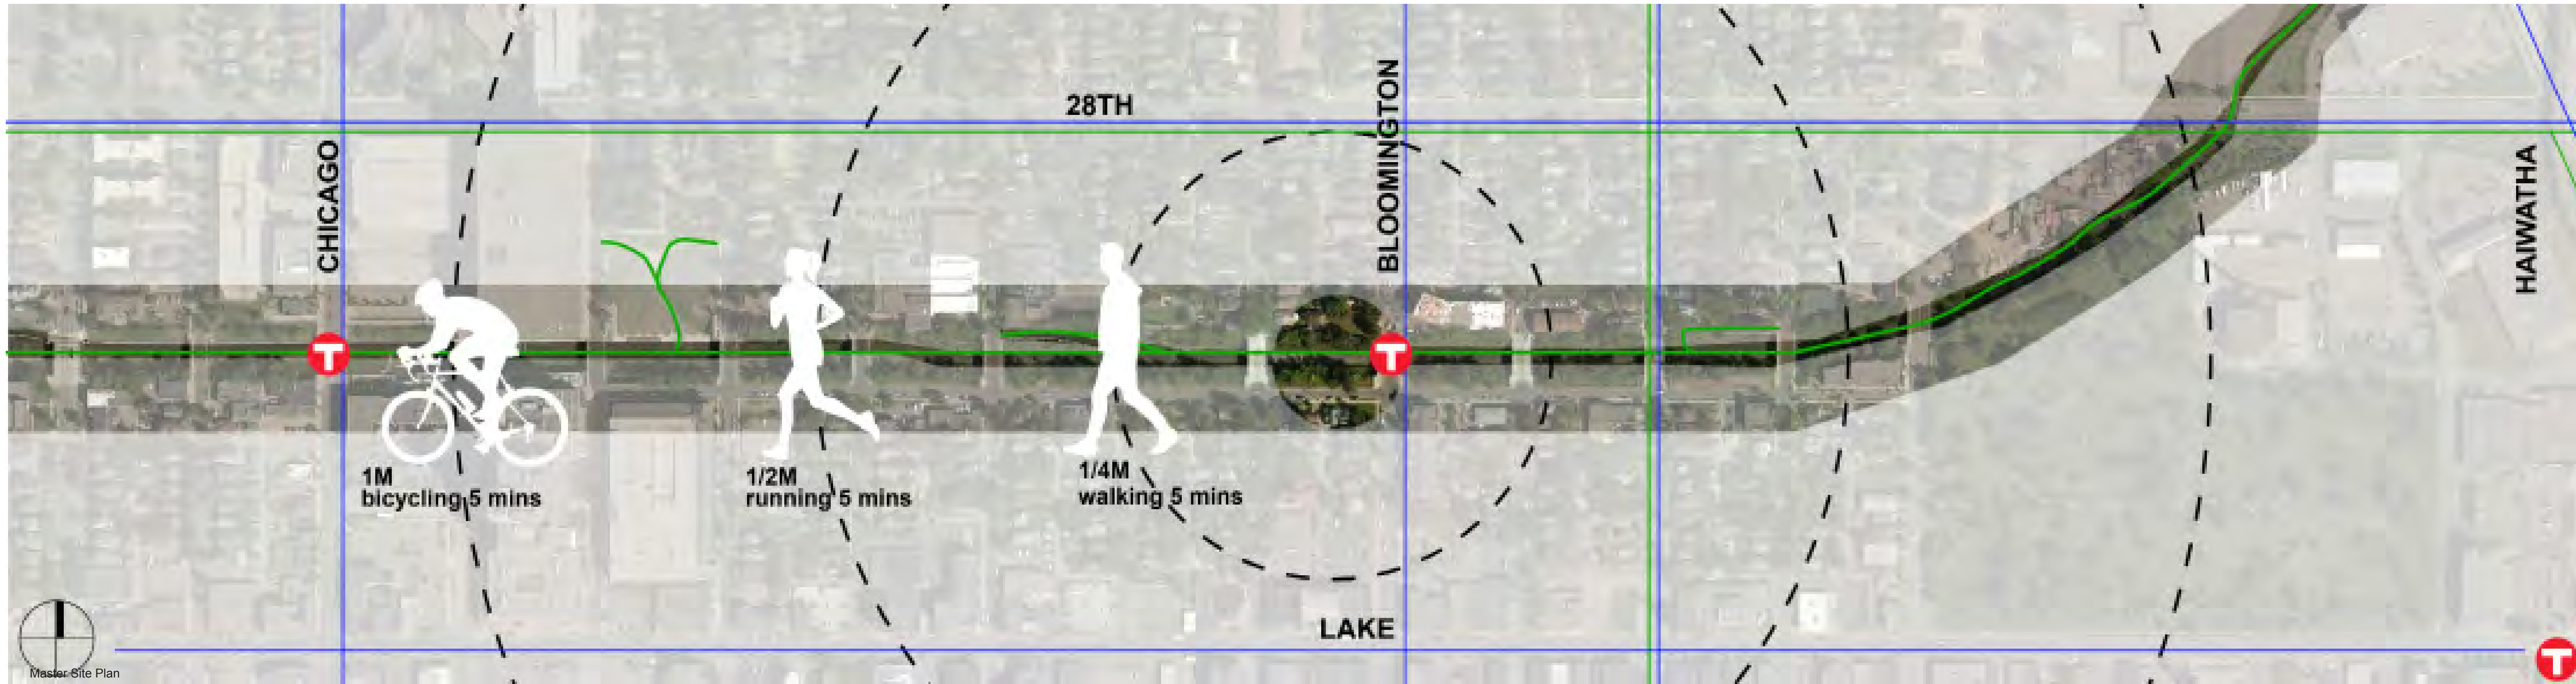 28TH
CHICAGO
BLOOMINGTON
HAIWATHA
T
T
1M
bicycling 5 mins
1/2M
running 5 mins
1/4M
walking 5 mins
LAKE
T
Master Site Plan